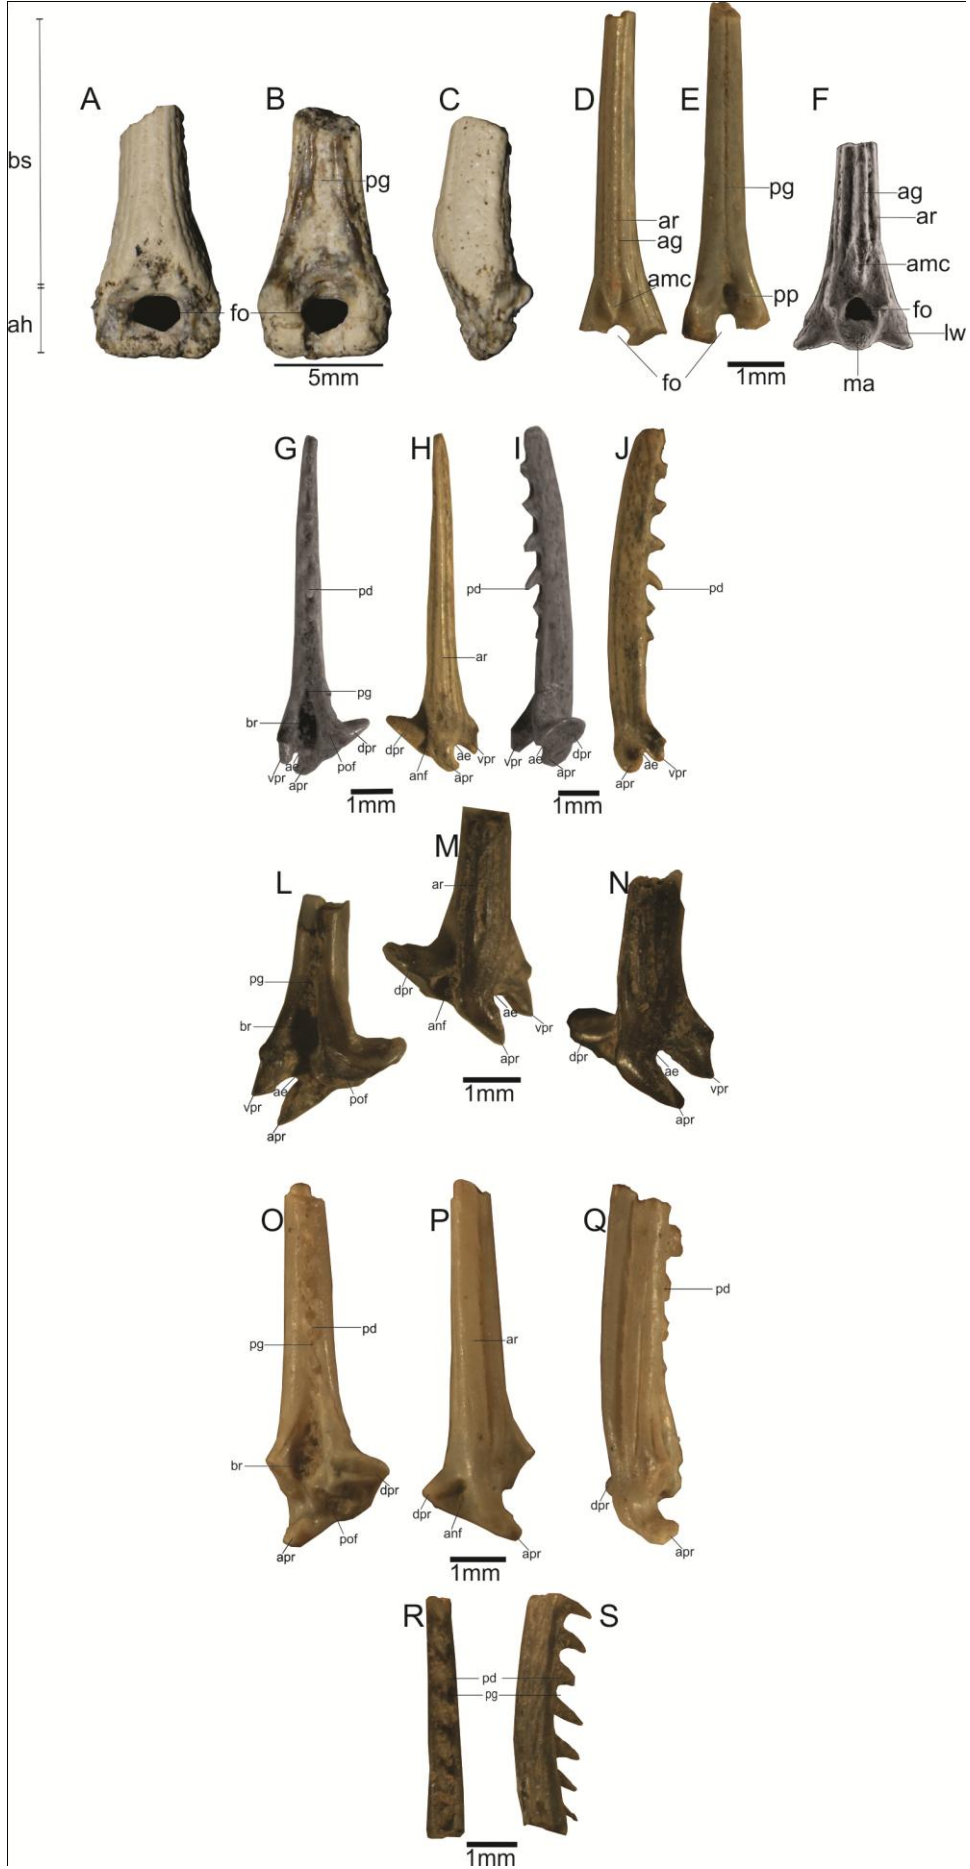 A
B
C
D
E
F
bs
pg
pg
ag
ar
ar
ag
amc
amc
pp
fo
fo
ah
lw
5mm
fo
1mm
ma
G
H
I
J
pd
pd
pd
ar
pg
br
dpr
dpr
vpr
dpr
ae
pof
anf
ae
vpr
ae
ae
vpr
vpr
apr
apr
apr
apr
1mm
1mm
M
L
N
ar
pg
dpr
br
anf
ae
vpr
dpr
ae
vpr
ae
pof
apr
vpr
apr
1mm
apr
O
P
Q
pd
pd
pg
ar
br
dpr
dpr
dpr
pof
anf
apr
apr
apr
1mm
R
S
pd
pg
1mm